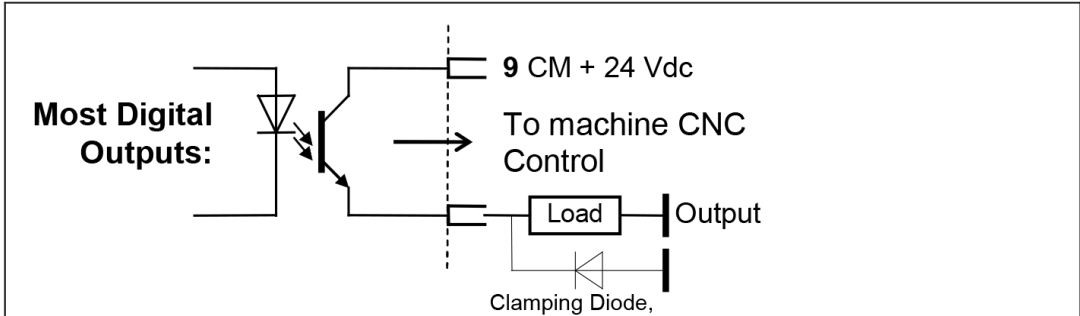 Most Digital
Outputs:
9 CM + 24 Vdc
To machine CNC
Control
Load
Output
Clamping Diode,